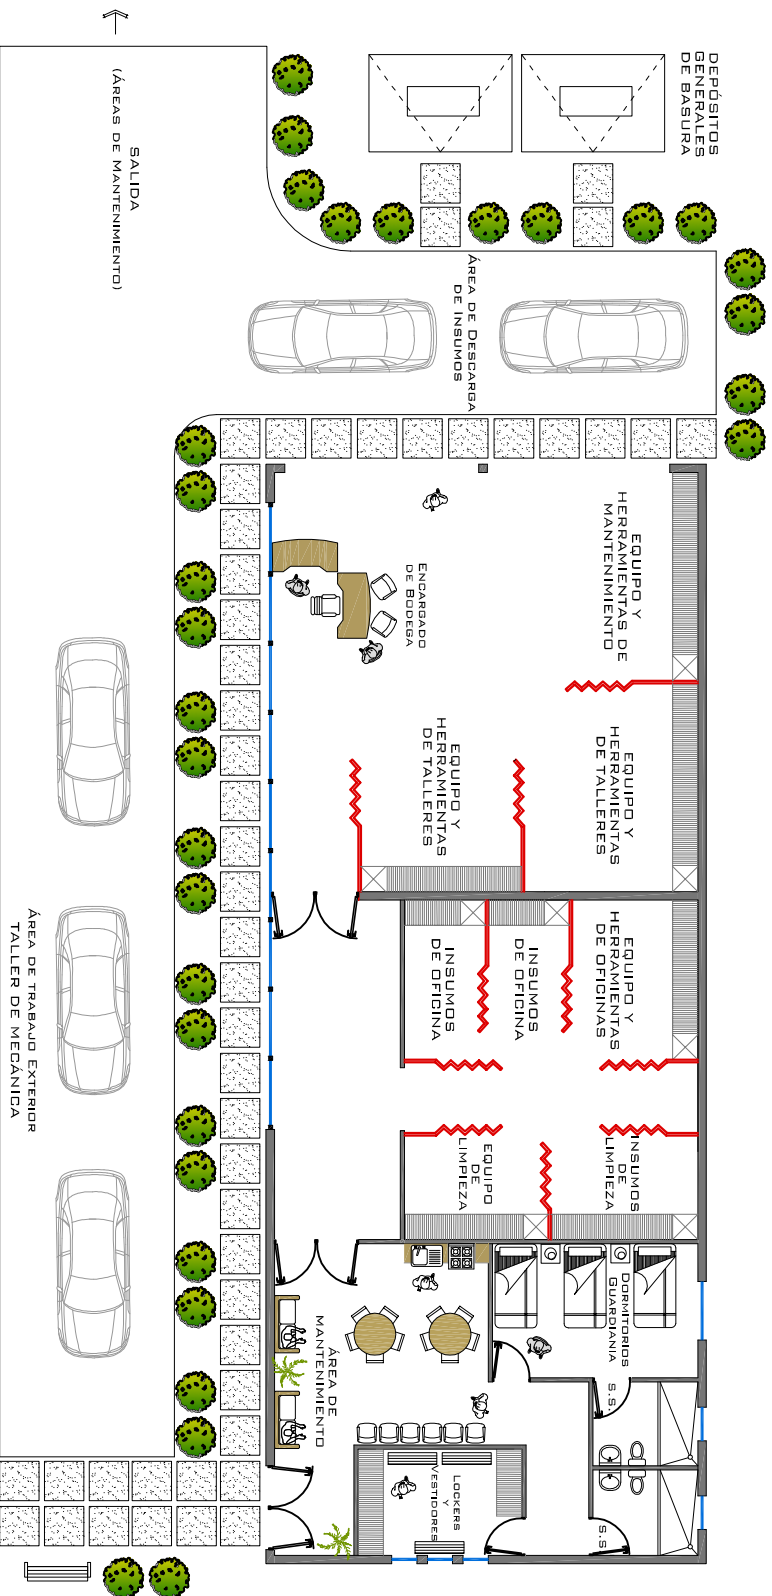 DEPÓSITOS
GENERALES
DE BASURA
SALIDA
(ÁREAS DE MANTENIMIENTO)
ÁREA DE DESCARGA
DE INSUMOS
EQUIPO Y
HERRAMIENTAS DE
MANTENIMIENTO
ENCARGADO
DE BODEGA
EQUIPO Y
HERRAMIENTAS
DE TALLERES
EQUIPO Y
HERRAMIENTAS
DE TALLERES
EQUIPO Y
HERRAMIENTAS
DE OFICINAS
INSUMOS
DE OFICINA
INSUMOS
DE OFICINA
ÁREA DE TRABAJO EXTERIOR
TALLER DE MECÁNICA
INSUMOS
DE
LIMPIEZA
EQUIPO
DE
LIMPIEZA
DORMITORIOS
GUARDIANIA
S.S.
ÁREA DE
MANTENIMIENTO
LOCKERS
Y
VESTIDORES
S.S